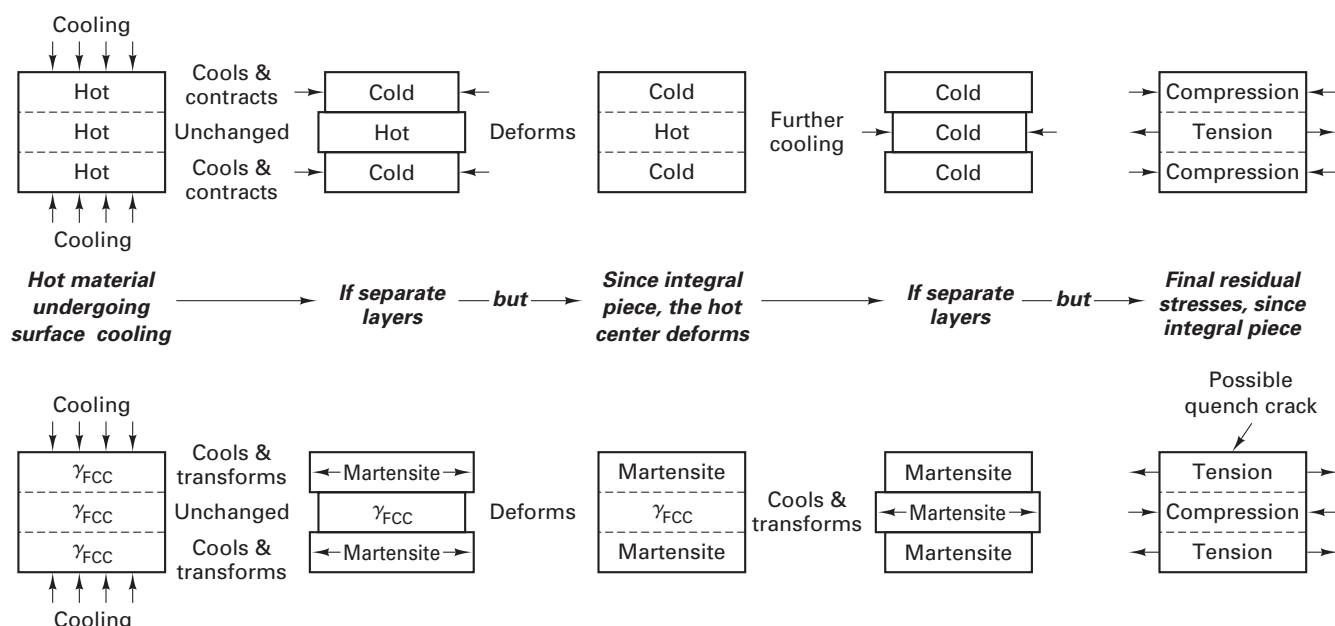 Cooling
Hot
Hot
Hot
Cooling
Cools &
contracts
Unchanged
Cools &
contracts
Cold
Hot
Cold
Deforms
Cold
Hot
Cold
Further
cooling
Cold
Cold
Cold
Compression
Tension
Compression
Hot material
undergoing
surface cooling
If separate
layers
but
Since integral
piece, the hot
center deforms
If separate
layers
but
Final residual
stresses, since
integral piece
Cooling
γFCC
γFCC
γFCC
Cooling
Cools &
transforms
Unchanged
Cools &
transforms
Martensite
γFCC
Martensite
Deforms
Martensite
γFCC
Martensite
Cools &
transforms
Martensite
Martensite
Martensite
Possible
quench crack
Tension
Compression
Tension